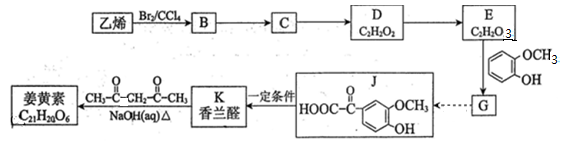 乙烯 Br₂/CCl₄ B C D E
C₂H₂O₂ C₂H₂O3
OCH3
OH
J
姜黄素 CH₃-C-CH₂-C-CH₃ K 一定条件 HOOC-C OCH₃ G
O O O
C₂₁H₂₀O₆ NaOH(aq)△ 香兰醛 OH